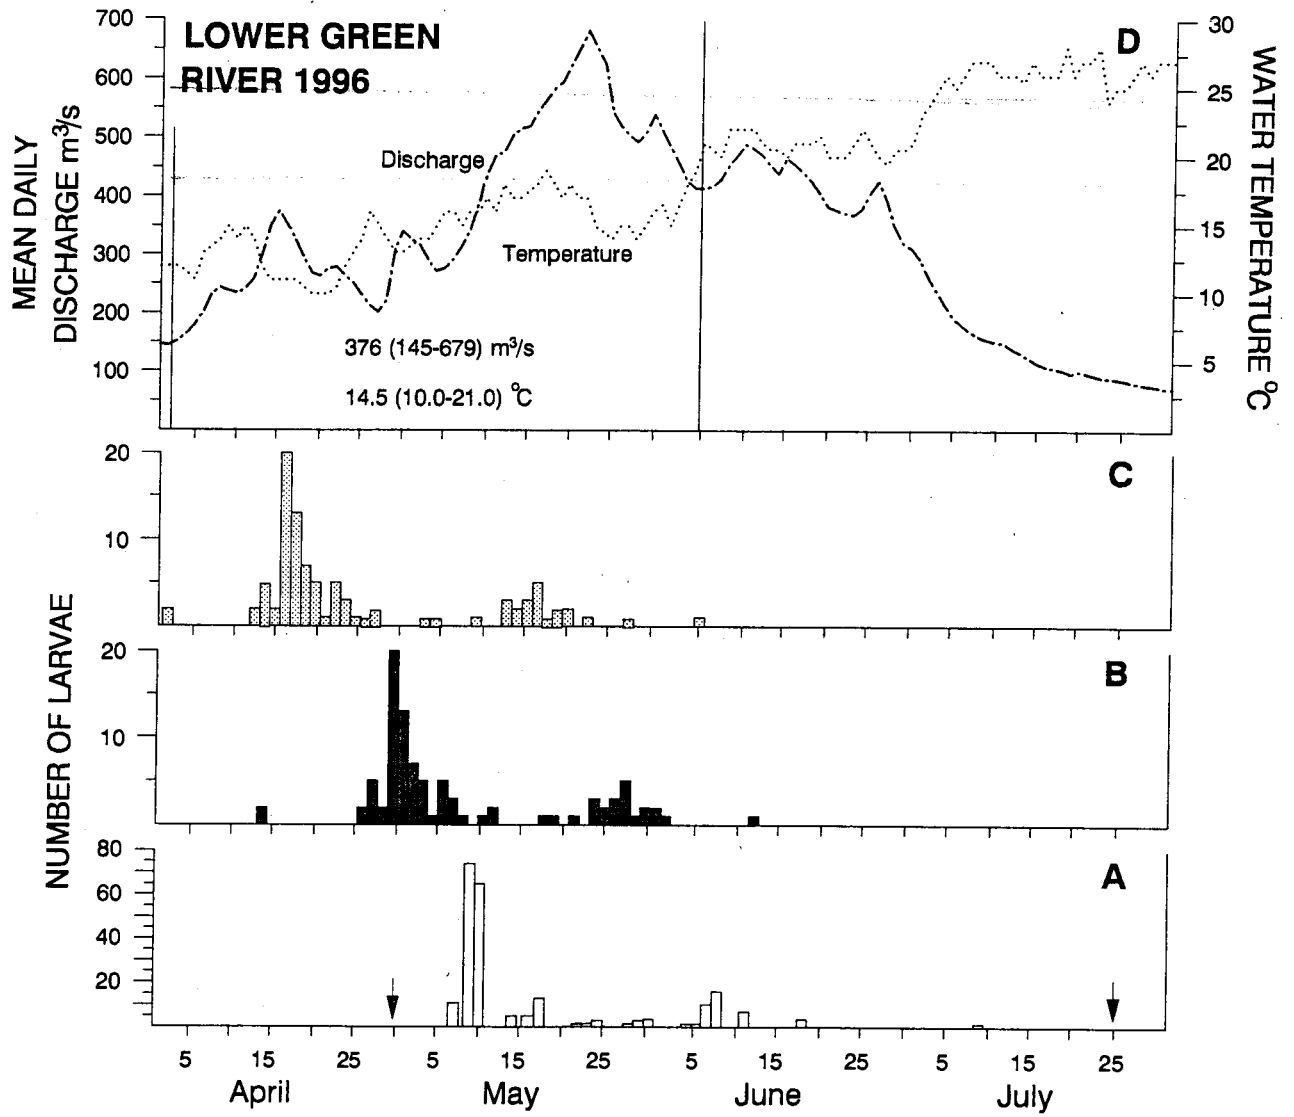 LOWER GREEN
RIVER 1996
D
MEAN DAILY
DISCHARGE m³/s
700
600
500
400
300
200
100
Discharge
Temperature
376 (145-679) m³/s
14.5 (10.0-21.0) °C
30
25
20
15
10
5
WATER TEMPERATURE °C
C
20
10
B
20
10
NUMBER OF LARVAE
A
80
60
40
20
5 15 25 5 15 25 5 15 25 5 15 25
April May June July